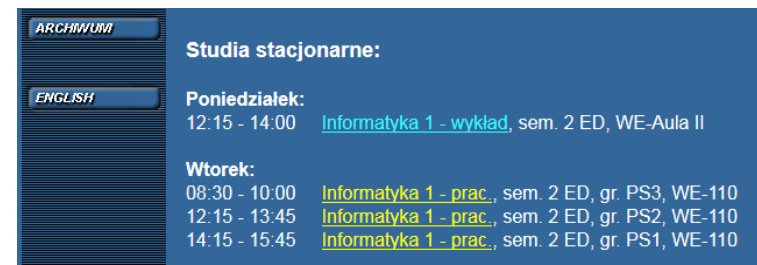 ARCHIWUM
ENGLISH
Studia stacjonarne:
Poniedziałek:
12:15 - 14:00 Informatyka 1 - wykład, sem. 2 ED, WE-Aula II
Wtorek:
08:30 - 10:00 Informatyka 1 - prac., sem. 2 ED, gr. PS3, WE-110
12:15 - 13:45 Informatyka 1 - prac., sem. 2 ED, gr. PS2, WE-110
14:15 - 15:45 Informatyka 1 - prac., sem. 2 ED, gr. PS1, WE-110